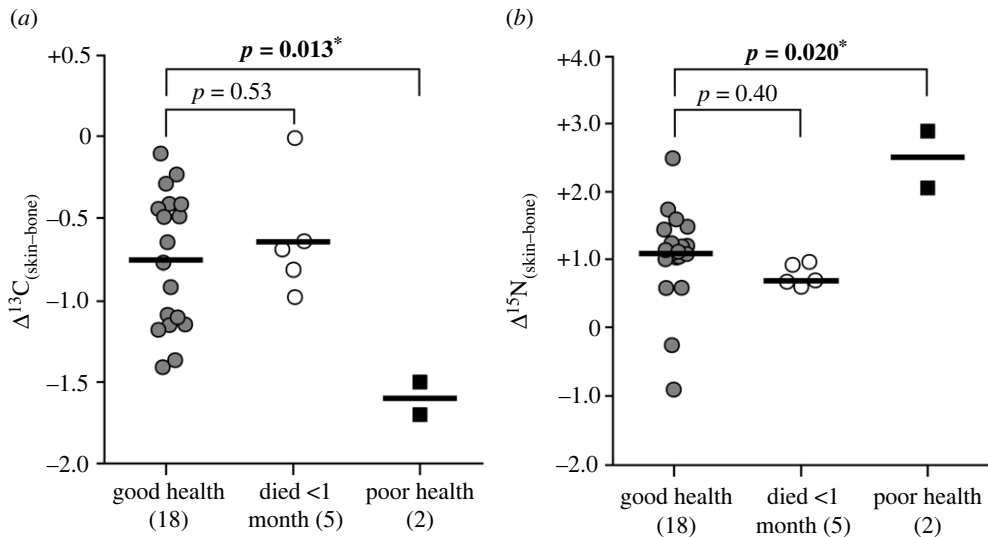 (a)
p = 0.013*
p = 0.53
+0.5
0
–0.5
–1.0
–1.5
–2.0
Δ13C(skin–bone)
good health
(18)
died <1
month (5)
poor health
(2)
(b)
p = 0.020*
p = 0.40
+4.0
+3.0
+2.0
+1.0
0
–1.0
–2.0
Δ15N(skin–bone)
good health
(18)
died <1
month (5)
poor health
(2)